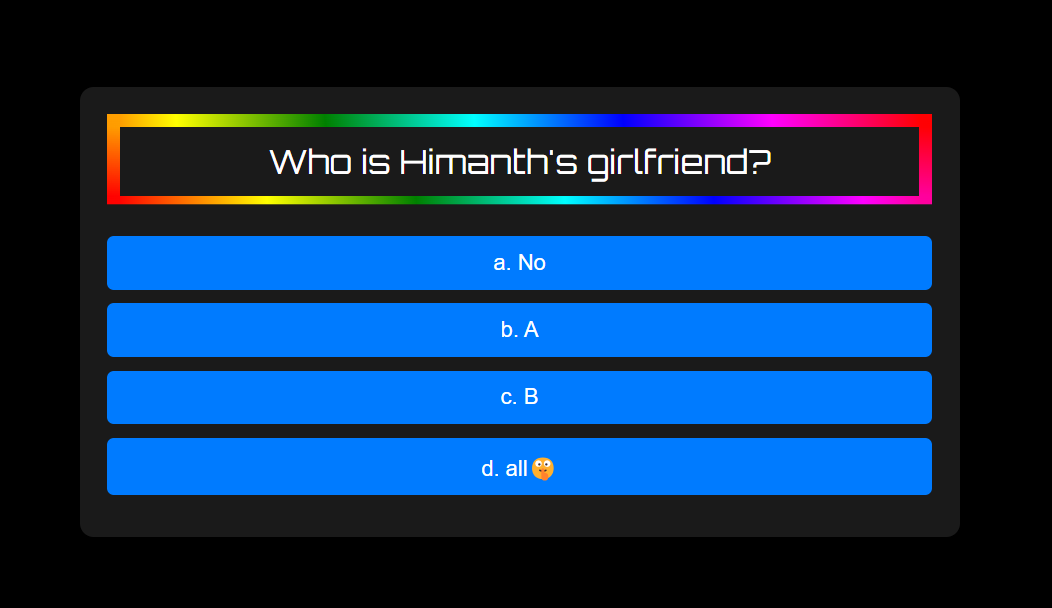 Who is Himanth's girlfriend?
a. No
b. A
c. B
d. all 🫢